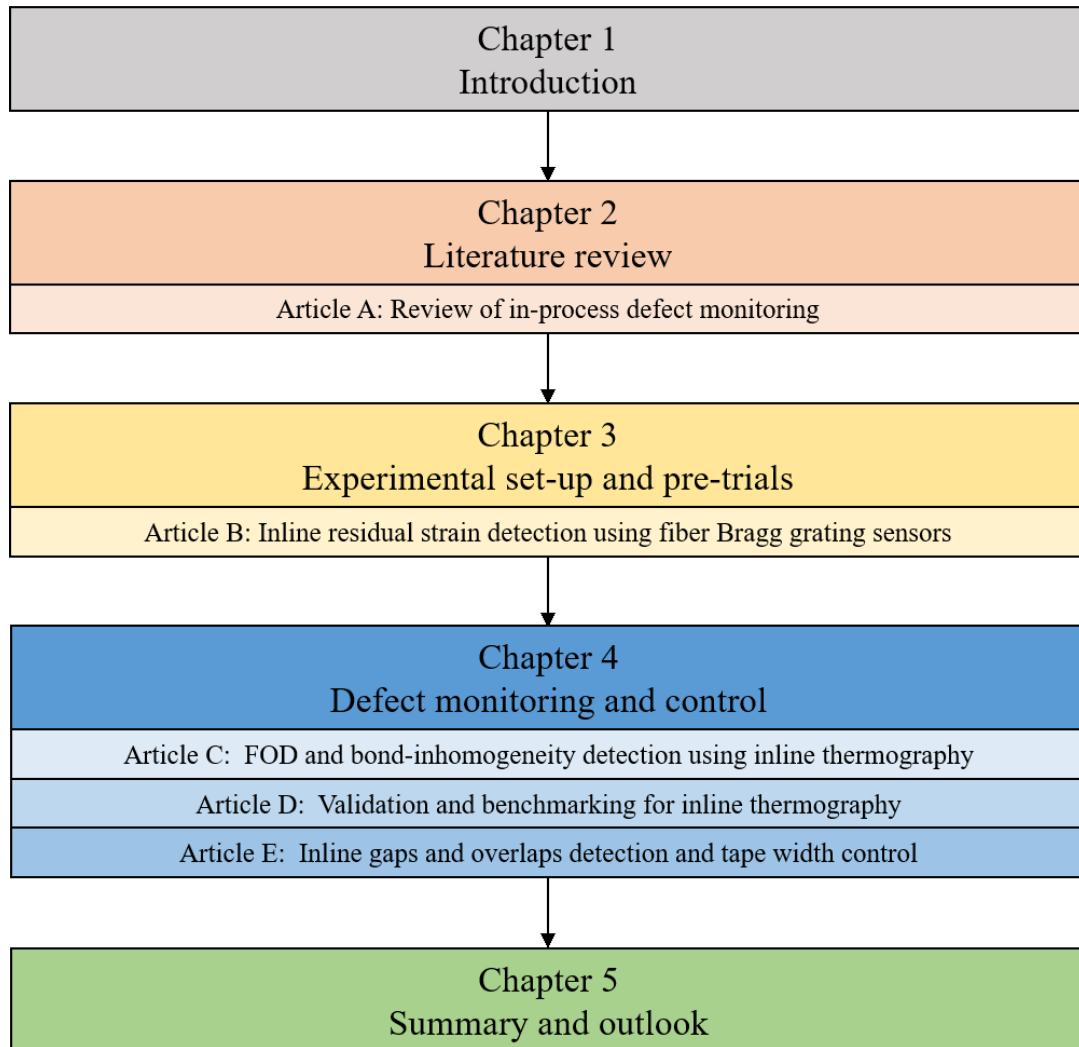 Chapter 1
Introduction
Chapter 2
Literature review
Article A: Review of in-process defect monitoring
Chapter 3
Experimental set-up and pre-trials
Article B: Inline residual strain detection using fiber Bragg grating sensors
Chapter 4
Defect monitoring and control
Article C:  FOD and bond-inhomogeneity detection using inline thermography
Article D:  Validation and benchmarking for inline thermography
Article E:  Inline gaps and overlaps detection and tape width control
Chapter 5
Summary and outlook